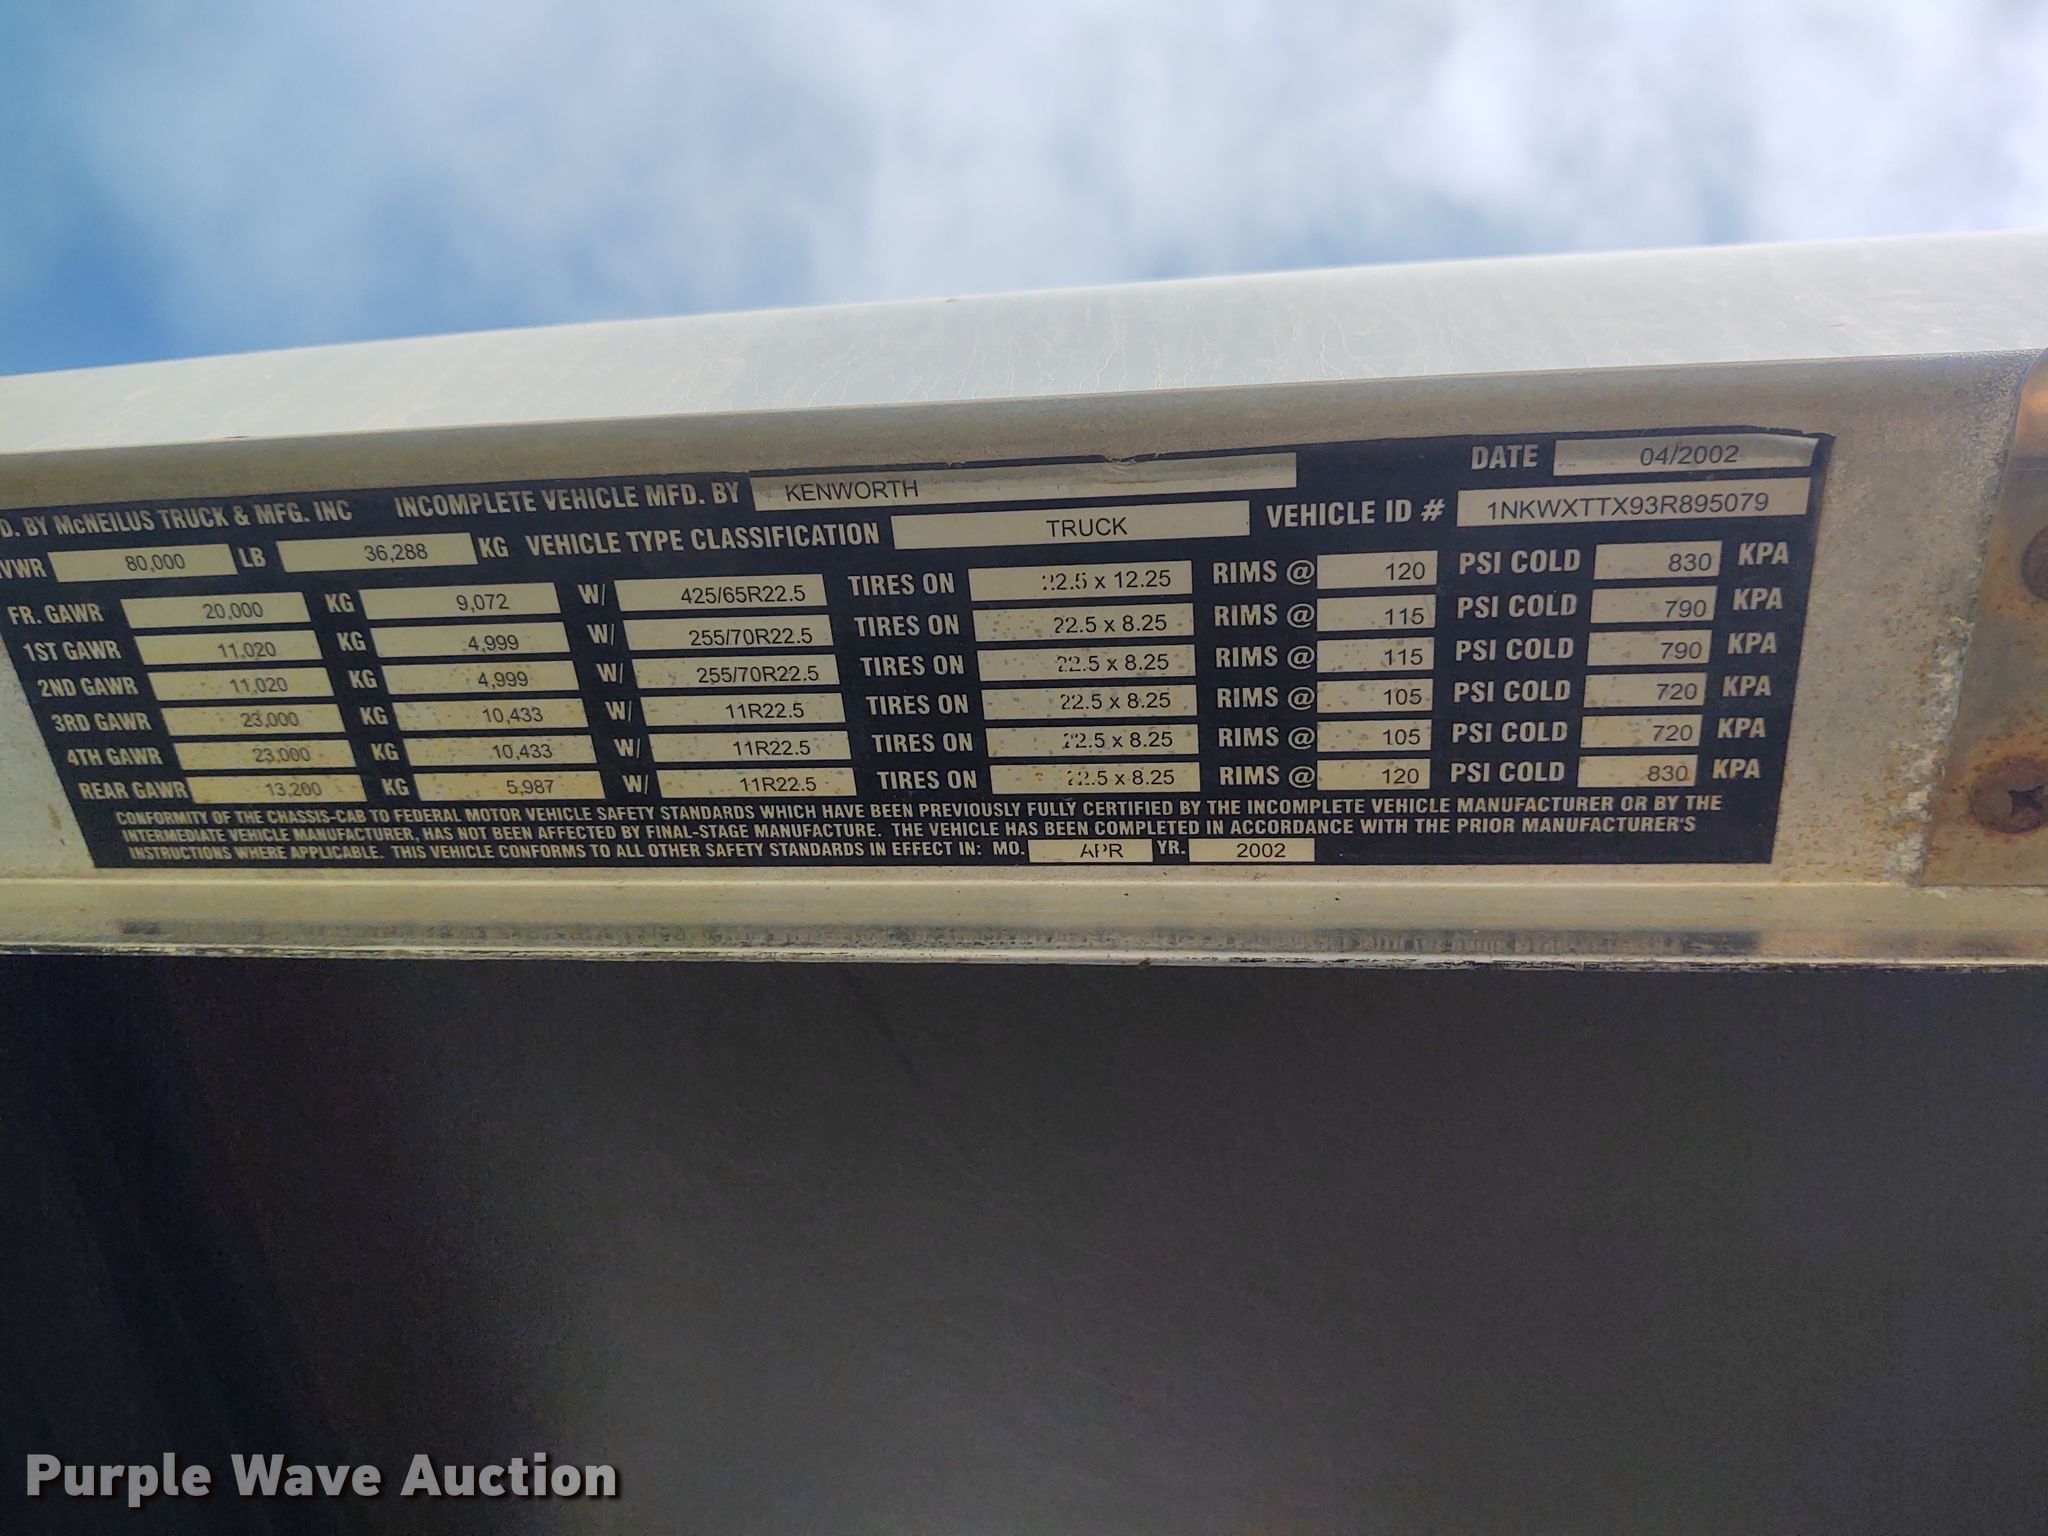 D. BY McNEILUS TRUCK & MFG. INC INCOMPLETE VEHICLE MFD. BY KENWORTH DATE 04/2002
VWR 80,000 LB 36,288 KG VEHICLE TYPE CLASSIFICATION TRUCK VEHICLE ID # 1NKWXTTX93R895079
FR. GAWR 20,000 KG 9,072 W/ 425/65R22.5 TIRES ON 22.5 x 12.25 RIMS @ 120 PSI COLD 830 KPA
1ST GAWR 11,020 KG 4,999 W/ 255/70R22.5 TIRES ON 22.5 x 8.25 RIMS @ 115 PSI COLD 790 KPA
2ND GAWR 11,020 KG 4,999 W/ 255/70R22.5 TIRES ON 22.5 x 8.25 RIMS @ 115 PSI COLD 790 KPA
3RD GAWR 23,000 KG 10,433 W/ 11R22.5 TIRES ON 22.5 x 8.25 RIMS @ 105 PSI COLD 720 KPA
4TH GAWR 23,000 KG 10,433 W/ 11R22.5 TIRES ON 22.5 x 8.25 RIMS @ 105 PSI COLD 720 KPA
REAR GAWR 13,200 KG 5,987 W/ 11R22.5 TIRES ON 22.5 x 8.25 RIMS @ 120 PSI COLD 830 KPA
CONFORMITY OF THE CHASSIS-CAB TO FEDERAL MOTOR VEHICLE SAFETY STANDARDS WHICH HAVE BEEN PREVIOUSLY FULLY CERTIFIED BY THE INCOMPLETE VEHICLE MANUFACTURER OR BY THE
INTERMEDIATE VEHICLE MANUFACTURER, HAS NOT BEEN AFFECTED BY FINAL-STAGE MANUFACTURE. THE VEHICLE HAS BEEN COMPLETED IN ACCORDANCE WITH THE PRIOR MANUFACTURER'S
INSTRUCTIONS WHERE APPLICABLE. THIS VEHICLE CONFORMS TO ALL OTHER SAFETY STANDARDS IN EFFECT IN: MO. APR YR. 2002
Purple Wave Auction